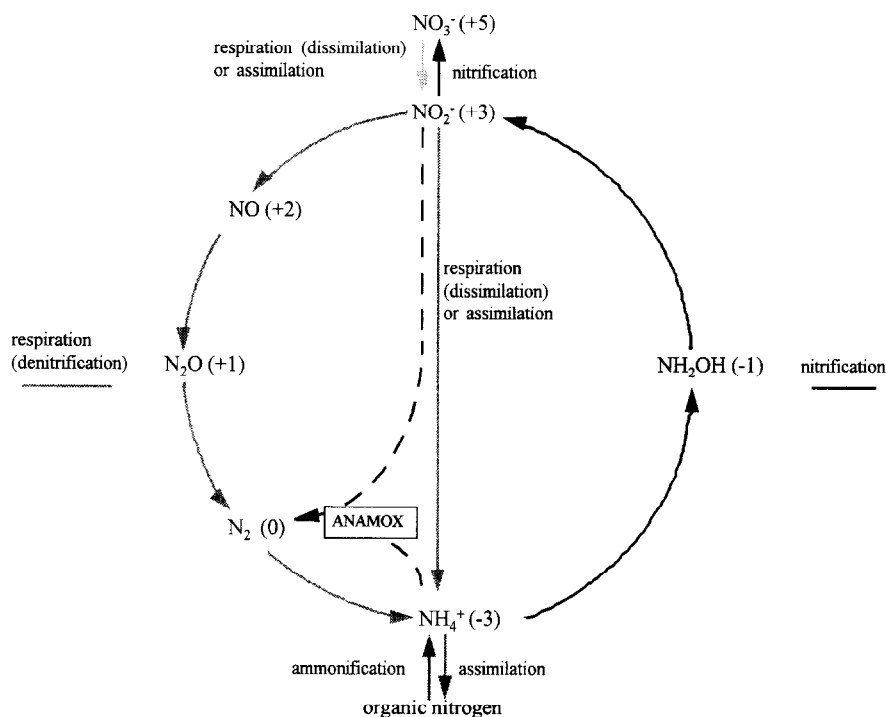 NO₃⁻ (+5)
respiration (dissimilation)
or assimilation
nitrification
NO₂⁻ (+3)
NO (+2)
respiration
(dissimilation)
or assimilation
respiration
(denitrification)
N₂O (+1)
NH₂OH (-1)
nitrification
N₂ (0)
ANAMOX
NH₄⁺ (-3)
ammonification
assimilation
organic nitrogen